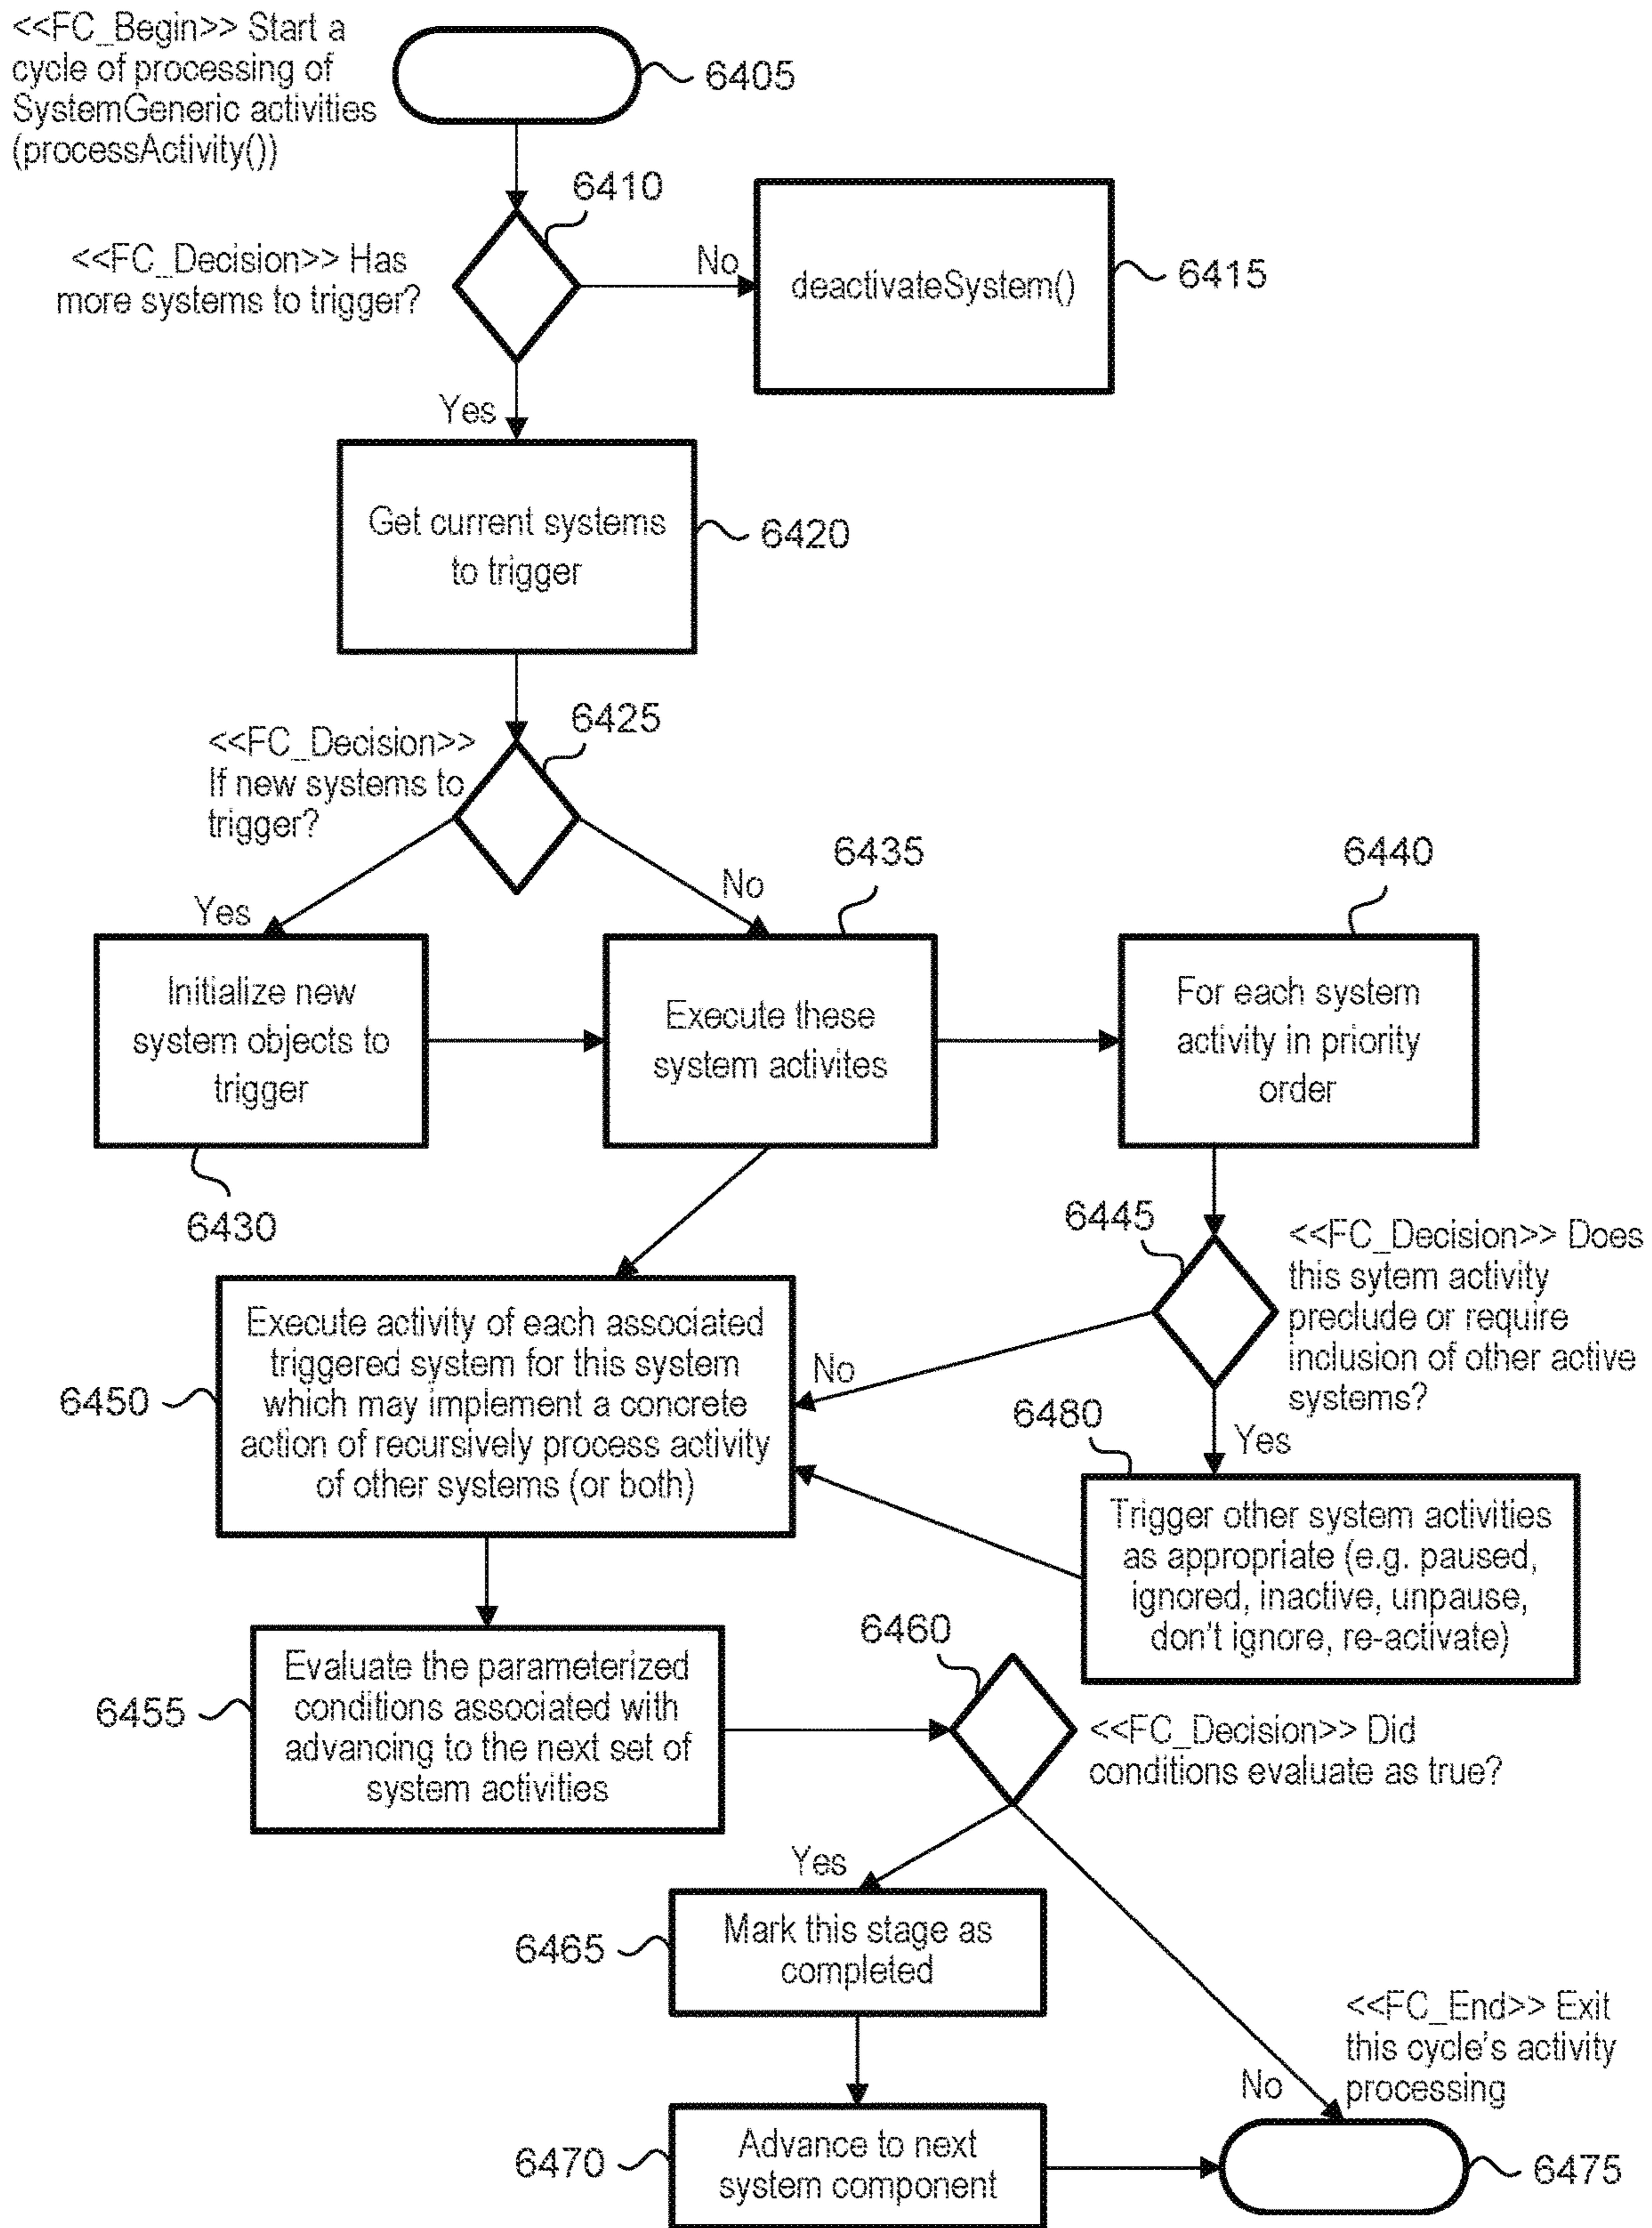 <<FC_Begin>> Start a
cycle of processing of
SystemGeneric activities
(processActivity())
6405
6410
<<FC_Decision>> Has
more systems to trigger?
No
deactivateSystem()
6415
Yes
Get current systems
to trigger
6420
6425
<<FC_Decision>>
If new systems to
trigger?
Yes
No
6435
6440
Initialize new
system objects to
trigger
Execute these
system activites
For each system
activity in priority
order
6430
6445
<<FC_Decision>> Does
this sytem activity
preclude or require
inclusion of other active
systems?
No
Execute activity of each associated
triggered system for this system
which may implement a concrete
action of recursively process activity
of other systems (or both)
6450
6480
Yes
Trigger other system activities
as appropriate (e.g. paused,
ignored, inactive, unpause,
don't ignore, re-activate)
6455
Evaluate the parameterized
conditions associated with
advancing to the next set of
system activities
6460
<<FC_Decision>> Did
conditions evaluate as true?
Yes
6465
Mark this stage as
completed
<<FC_End>> Exit
this cycle's activity
processing
No
6470
Advance to next
system component
6475